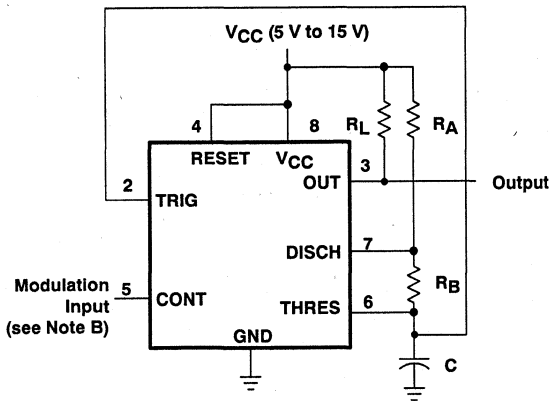 VCC (5 V to 15 V)
4
8
RL
RA
RESET
VCC
3
2
OUT
Output
TRIG
7
DISCH
Modulation
Input
(see Note B)
5
CONT
RB
6
THRES
GND
C